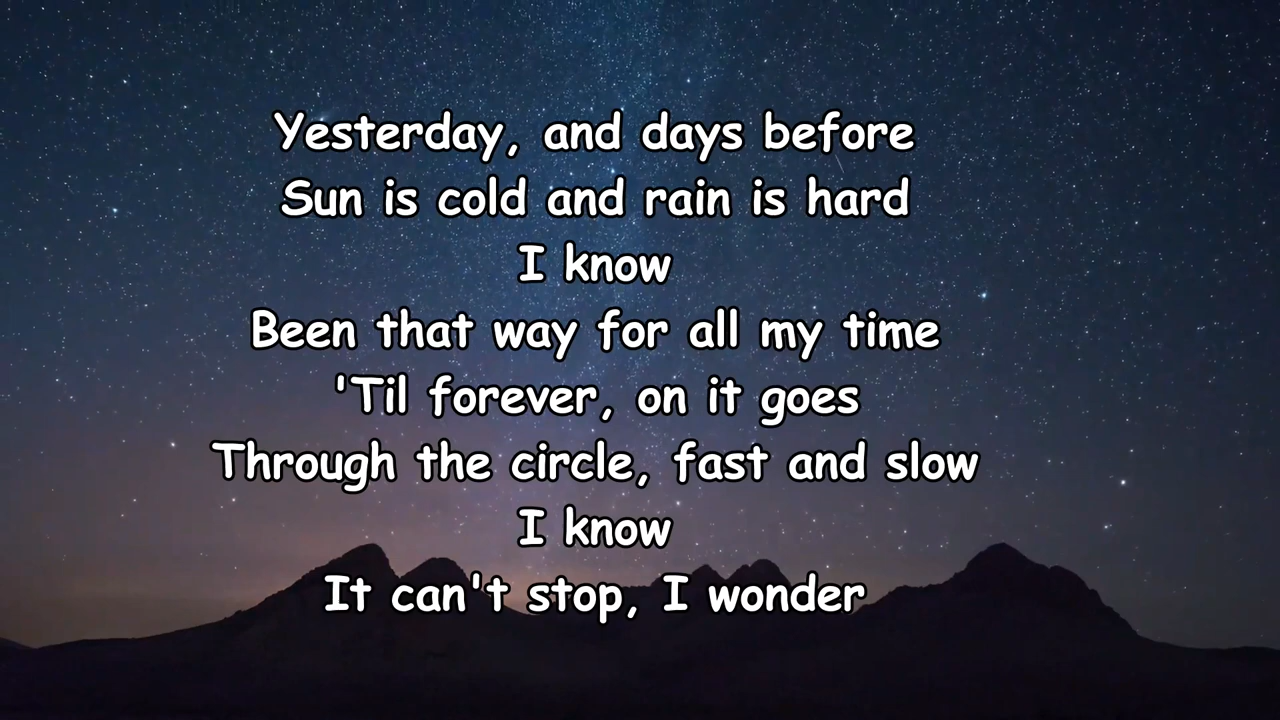 Yesterday, and days before
Sun is cold and rain is hard
I know
Been that way for all my time
'Til forever, on it goes
Through the circle, fast and slow
I know
It can't stop, I wonder